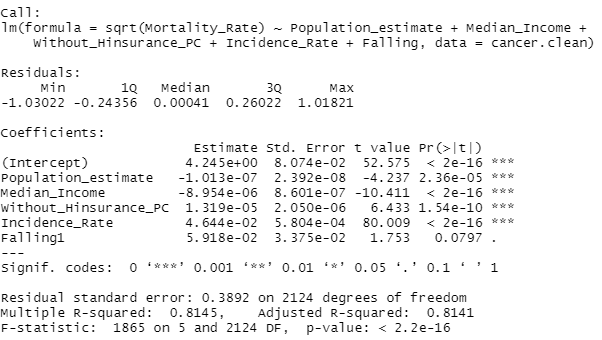 Call:
lm(formula = sqrt(Mortality_Rate) ~ Population_estimate + Median_Income +
    Without_Hinsurance_PC + Incidence_Rate + Falling, data = cancer.clean)
Residuals:
     Min       1Q   Median       3Q      Max
-1.03022 -0.24356  0.00041  0.26022  1.01821
Coefficients:
                        Estimate Std. Error t value Pr(>|t|)
(Intercept)            4.245e+00  8.074e-02  52.575  < 2e-16 ***
Population_estimate   -1.013e-07  2.392e-08  -4.237 2.36e-05 ***
Median_Income         -8.954e-06  8.601e-07 -10.411  < 2e-16 ***
Without_Hinsurance_PC  1.319e-05  2.050e-06   6.433 1.54e-10 ***
Incidence_Rate         4.644e-02  5.804e-04  80.009  < 2e-16 ***
Falling1               5.918e-02  3.375e-02   1.753   0.0797 .
---
Signif. codes:  0 ‘***’ 0.001 ‘**’ 0.01 ‘*’ 0.05 ‘.’ 0.1 ‘ ’ 1
Residual standard error: 0.3892 on 2124 degrees of freedom
Multiple R-squared:  0.8145,    Adjusted R-squared:  0.8141
F-statistic:  1865 on 5 and 2124 DF,  p-value: < 2.2e-16